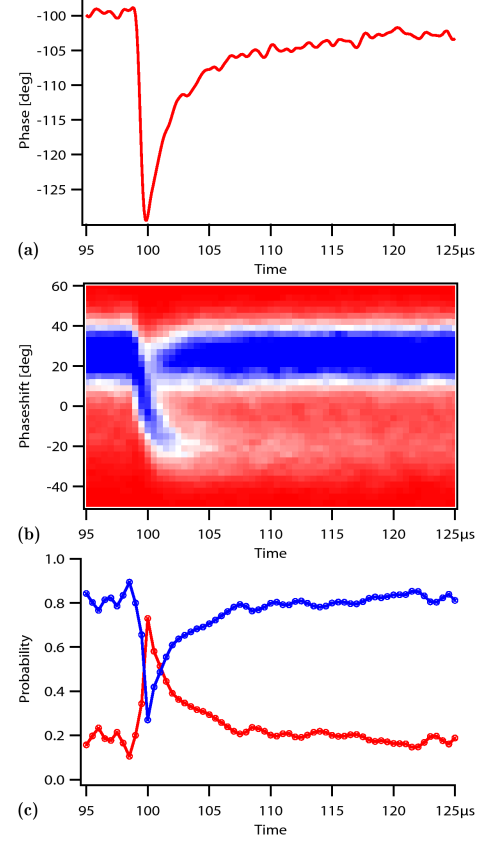 -100
-105
-110
-115
-120
-125
Phase [deg]
(a)
95 100 105 110 115 120 125µs
Time
60
40
20
0
-20
-40
Phaseshift [deg]
(b)
95 100 105 110 115 120 125µs
Time
1.0
0.8
0.6
0.4
0.2
0.0
Probability
(c)
95 100 105 110 115 120 125µs
Time